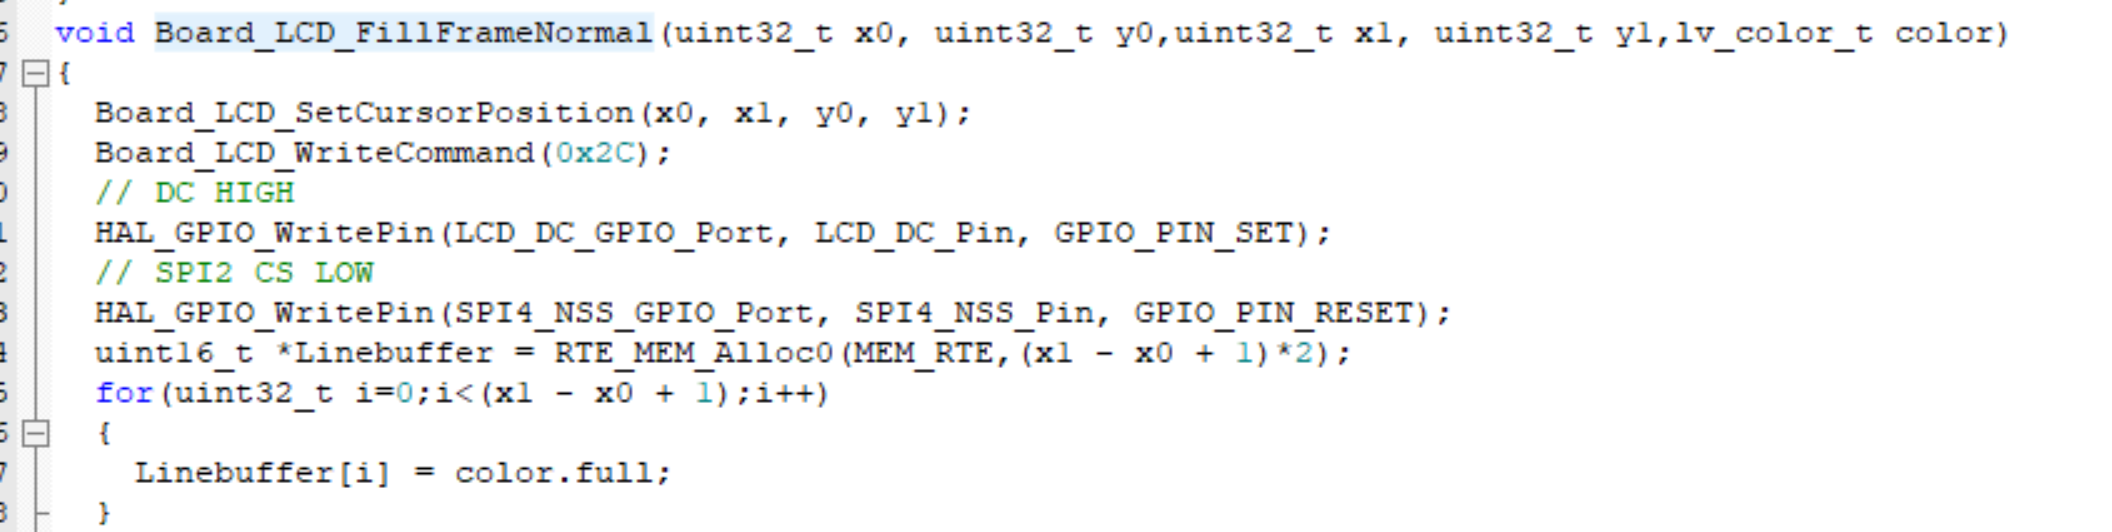 void Board_LCD_FillFrameNormal(uint32_t x0, uint32_t y0,uint32_t x1, uint32_t y1,lv_color_t color)
{
Board_LCD_SetCursorPosition(x0, x1, y0, y1);
Board_LCD_WriteCommand(0x2C);
// DC HIGH
HAL_GPIO_WritePin(LCD_DC_GPIO_Port, LCD_DC_Pin, GPIO_PIN_SET);
// SPI2 CS LOW
HAL_GPIO_WritePin(SPI4_NSS_GPIO_Port, SPI4_NSS_Pin, GPIO_PIN_RESET);
uint16_t *Linebuffer = RTE_MEM_Alloc0(MEM_RTE,(x1 - x0 + 1)*2);
for(uint32_t i=0;i<(x1 - x0 + 1);i++)
{
Linebuffer[i] = color.full;
}